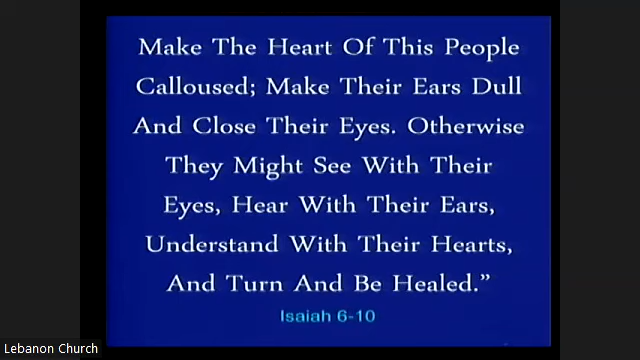 Make The Heart Of This People
Calloused; Make Their Ears Dull
And Close Their Eyes. Otherwise
They Might See With Their
Eyes, Hear With Their Ears,
Understand With Their Hearts,
And Turn And Be Healed.”
Isaiah 6-10
Lebanon Church